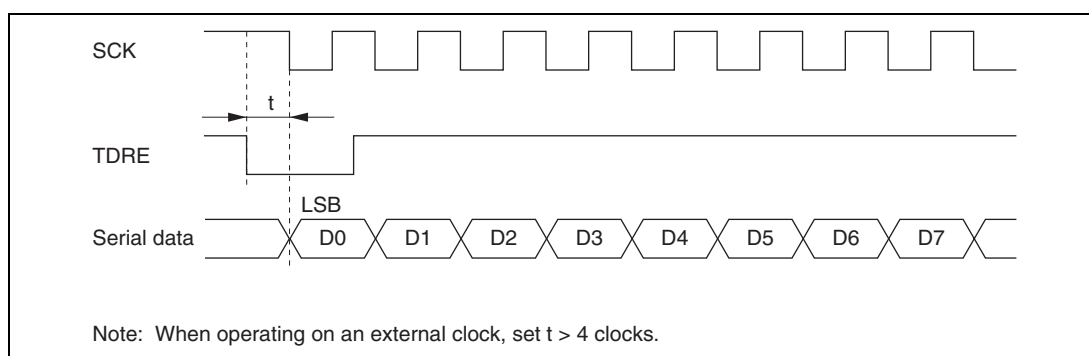 SCK
t
TDRE
LSB
Serial data D0 D1 D2 D3 D4 D5 D6 D7
Note: When operating on an external clock, set t > 4 clocks.